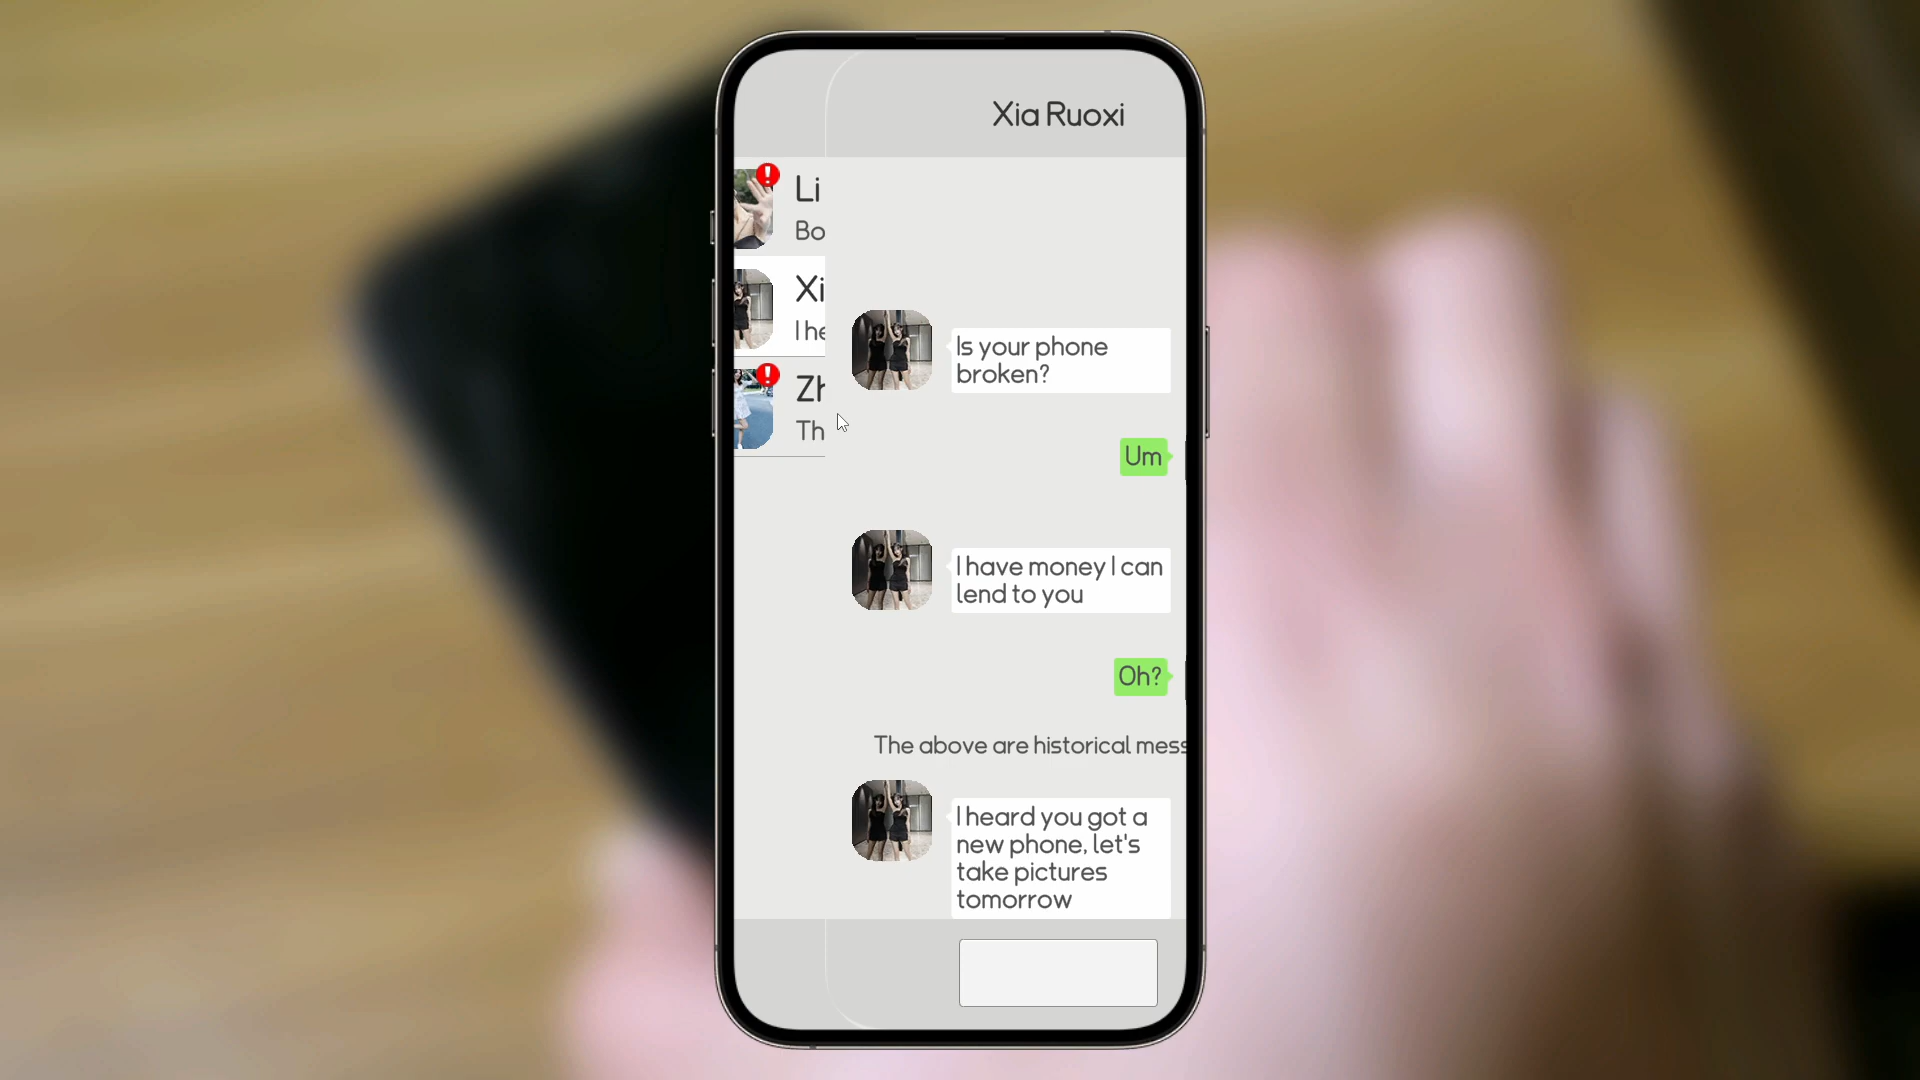 Xia Ruoxi
Li
Bo
Xi
I he
Zh
Th
Is your phone
broken?
Um
I have money I can
lend to you
Oh?
The above are historical mess
I heard you got a
new phone, let's
take pictures
tomorrow